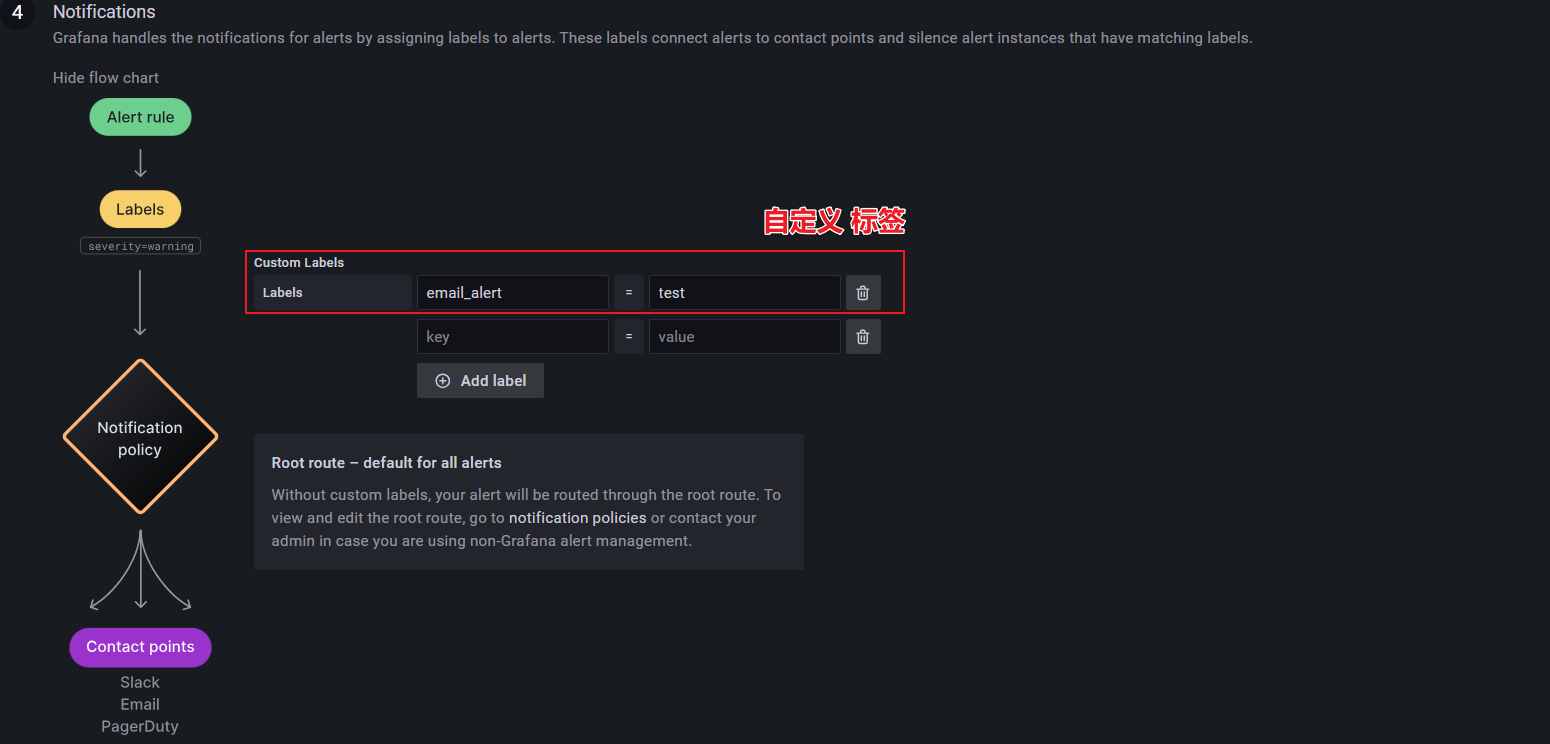 4
Notifications
Grafana handles the notifications for alerts by assigning labels to alerts. These labels connect alerts to contact points and silence alert instances that have matching labels.
Hide flow chart
Alert rule
Labels
severity=warning
Notification
policy
Contact points
Slack
Email
PagerDuty
自定义 标签
Custom Labels
Labels email_alert = test
key = value
Add label
Root route – default for all alerts
Without custom labels, your alert will be routed through the root route. To
view and edit the root route, go to notification policies or contact your
admin in case you are using non-Grafana alert management.